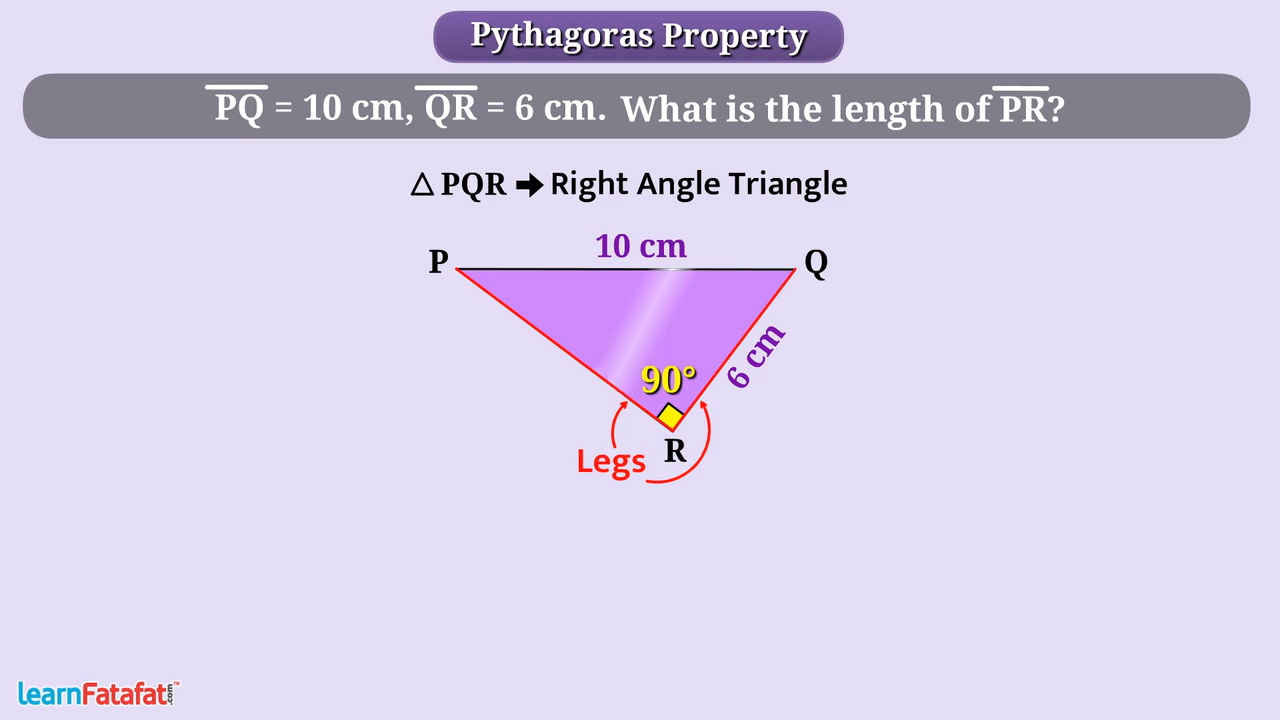 Pythagoras Property
PQ = 10 cm, QR = 6 cm. What is the length of PR?
△ PQR ➡ Right Angle Triangle
10 cm
P
Q
6 cm
90°
Legs
R
learnFatafat.com™